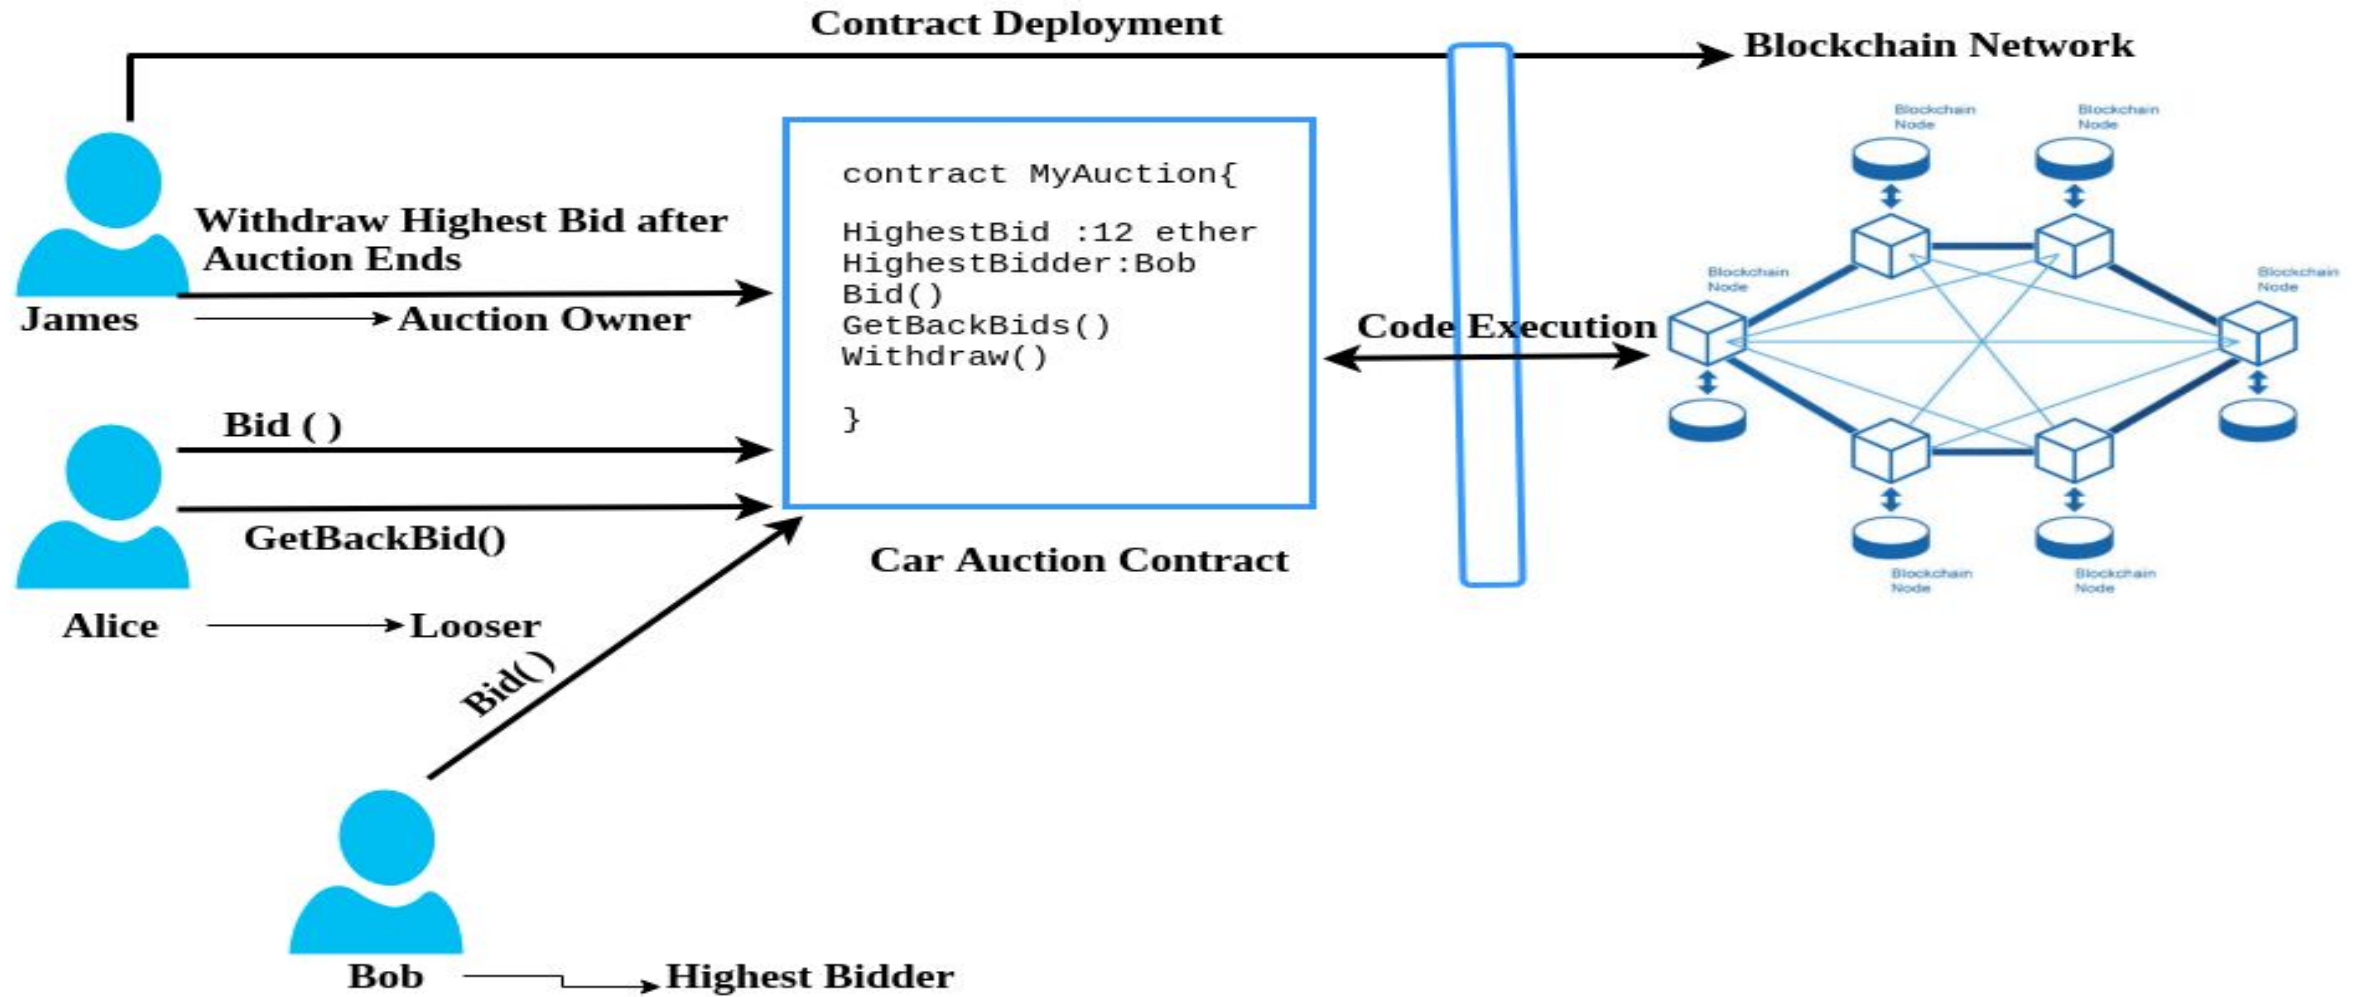 Contract Deployment
Blockchain Network
Blockchain
Node
Blockchain
Node
contract MyAuction{
HighestBid :12 ether
HighestBidder:Bob
Bid()
GetBackBids()
Withdraw()
}
Withdraw Highest Bid after
Auction Ends
James
Auction Owner
Blockchain
Node
Blockchain
Node
Code Execution
Bid ( )
GetBackBid()
Car Auction Contract
Blockchain
Node
Blockchain
Node
Alice
Looser
Bid( )
Bob
Highest Bidder